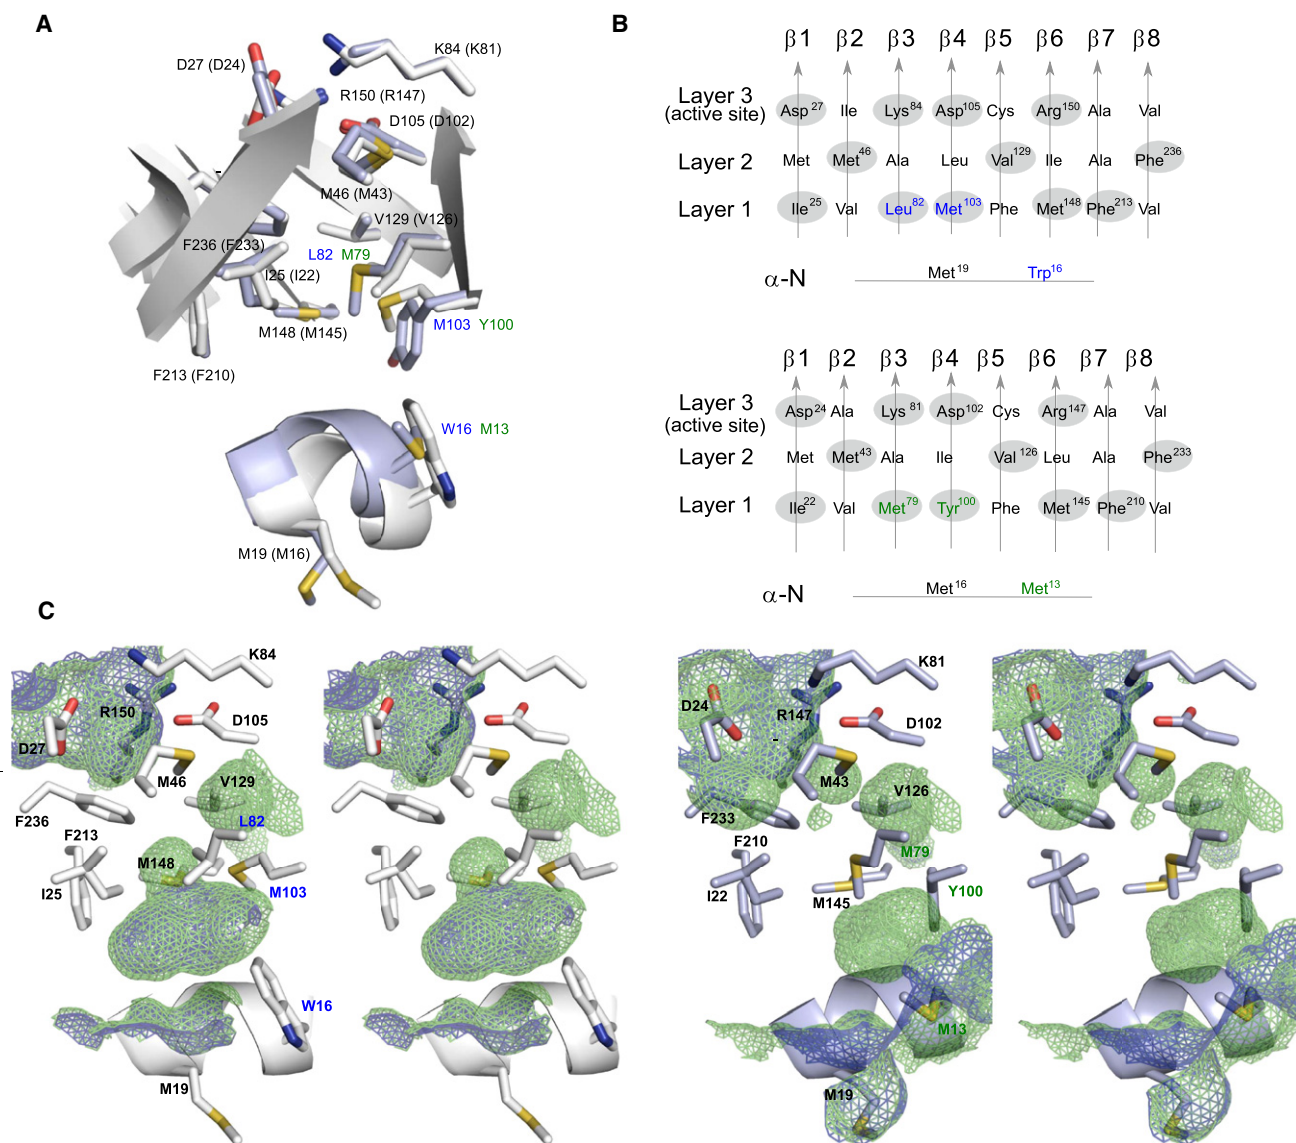 A
D27 (D24)
K84 (K81)
R150 (R147)
D105 (D102)
M46 (M43)
V129 (V126)
F236 (F233)
L82 M79
I25 (I22)
M148 (M145)
M103 Y100
F213 (F210)
W16 M13
M19 (M16)
B
β1 β2 β3 β4 β5 β6 β7 β8
Layer 3 (active site)
Asp27 Ile Lys84 Asp105 Cys Arg150 Ala Val
Layer 2 Met Met46 Ala Leu Val129 Ile Ala Phe236
Layer 1 Ile25 Val Leu82 Met103 Phe Met148 Phe213 Val
α-N Met19 Trp16
β1 β2 β3 β4 β5 β6 β7 β8
Layer 3 (active site)
Asp24 Ala Lys81 Asp102 Cys Arg147 Ala Val
Layer 2 Met Met43 Ala Ile Val126 Leu Ala Phe233
Layer 1 Ile22 Val Met79 Tyr100 Phe Met145 Phe210 Val
α-N Met16 Met13
C
K84
R150
D105
D27
M46
V129
F236
L82
F213
M148
I25
M103
W16
M19
K81
D24
R147
D102
M43
V126
F233
F210
M79
I22
M145
Y100
M13
M19